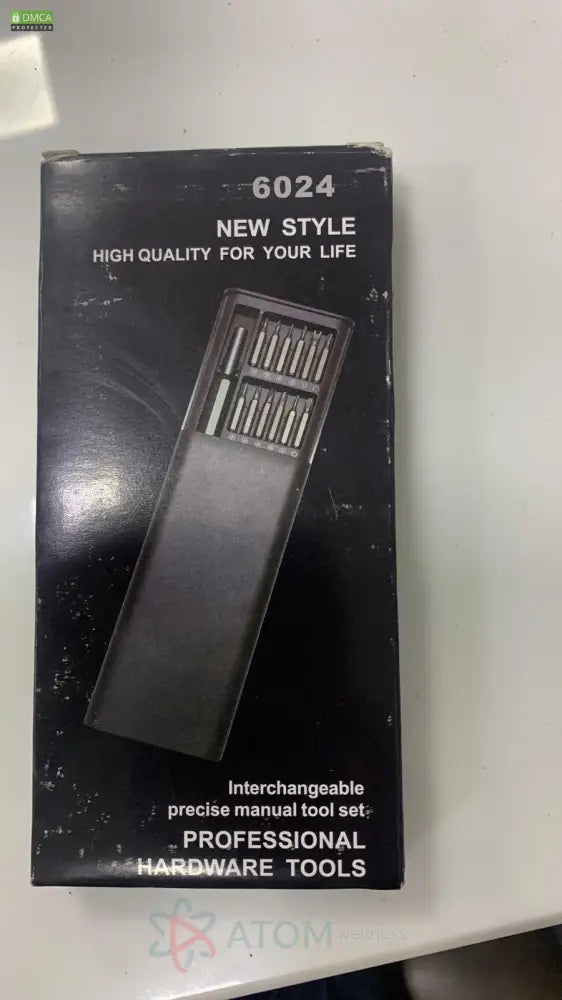 DMCA
PROTECTED
6024
NEW STYLE
HIGH QUALITY FOR YOUR LIFE
Interchangeable
precise manual tool set
PROFESSIONAL
HARDWARE TOOLS
ATOM wellness